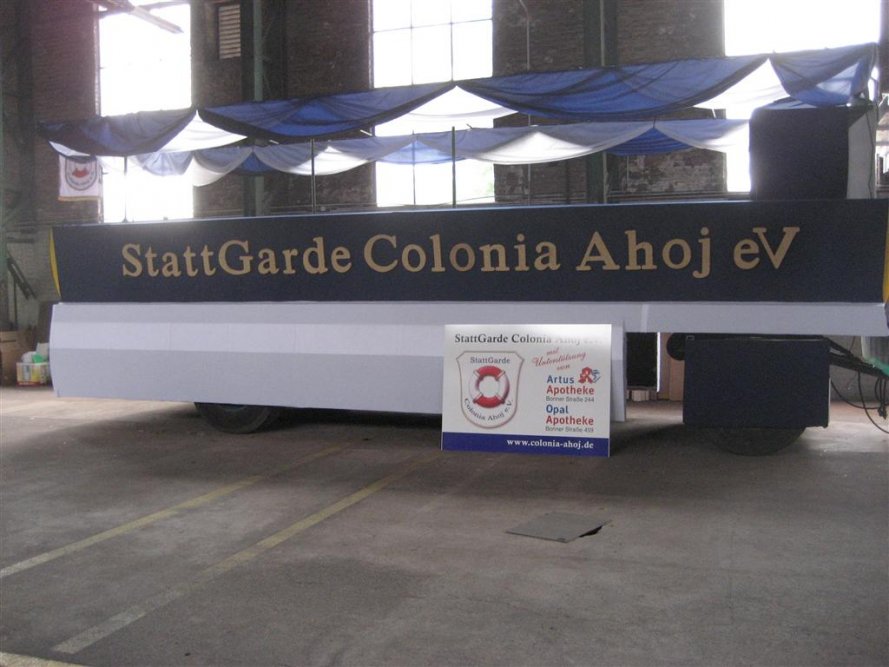 StattGarde Colonia Ahoj eV
StattGarde Colonia Ahoj e.V.
mit
Unterstützung
von
StattGarde
Colonia Ahoj e.V.
Artus
Apotheke
Bonner Straße 244
Opal
Apotheke
Bonner Straße 459
www.colonia-ahoj.de